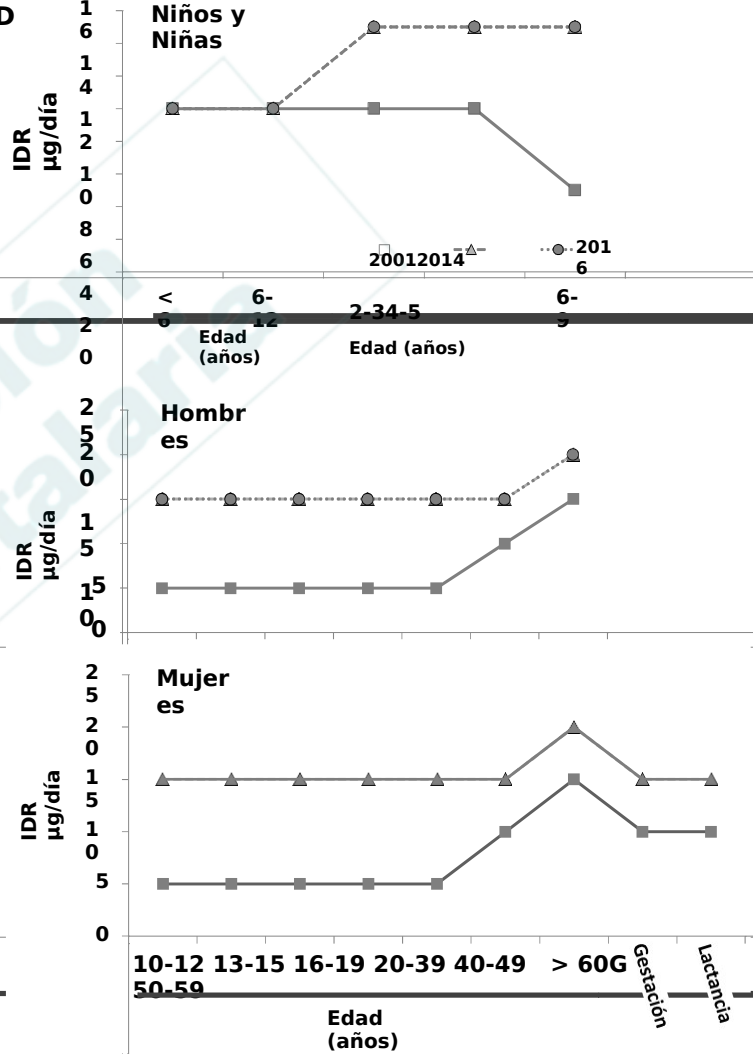 D
Niños y
Niñas
IDR
µg/día
1
6
1
4
1
2
1
0
8
6
4
2
0
20012014
201
6
<
6
6-
12
2-34-5
6-
9
Edad
(años)
Edad (años)
Hombr
es
IDR
µg/día
2
5
2
0
1
5
1
0
5
0
Mujer
es
IDR
µg/día
2
5
2
0
1
5
1
0
5
0
10-12 13-15 16-19 20-39 40-49 > 60G
50-59
Gestación
Lactancia
Edad
(años)
ión
talaria